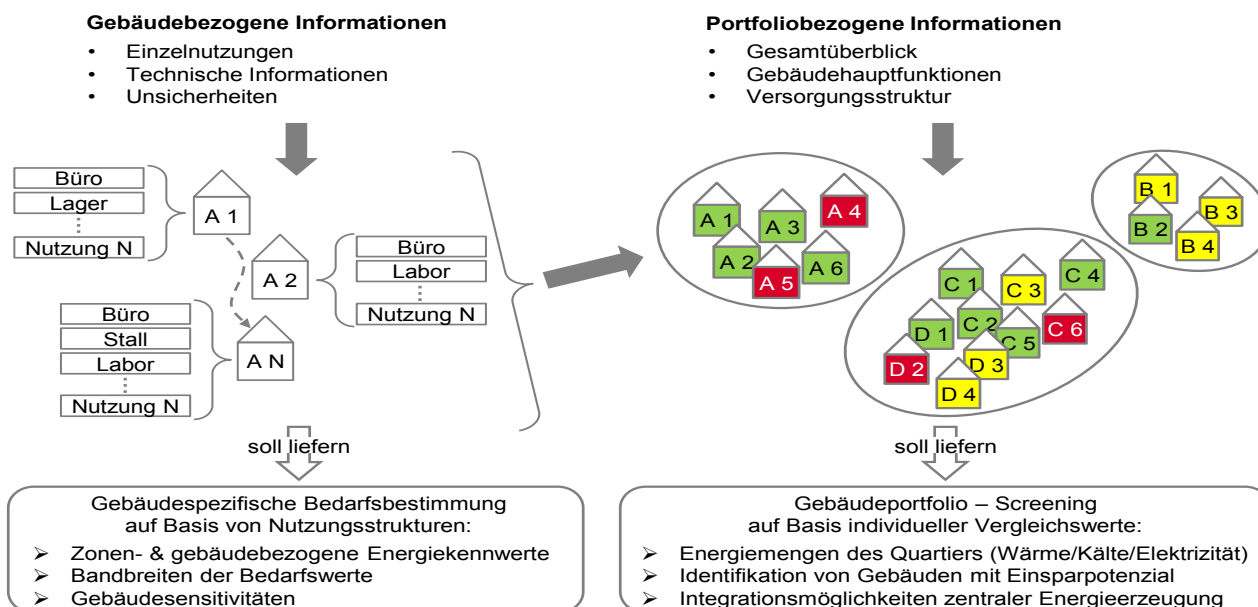 Gebäudebezogene Informationen
• Einzelnutzungen
• Technische Informationen
• Unsicherheiten
Büro
Lager
Nutzung N
A 1
A 2
Büro
Labor
Nutzung N
Büro
Stall
Labor
Nutzung N
A N
soll liefern
Gebäudespezifische Bedarfsbestimmung
auf Basis von Nutzungsstrukturen:
➢ Zonen- & gebäudebezogene Energiekennwerte
➢ Bandbreiten der Bedarfswerte
➢ Gebäudesensitivitäten
Portfoliobezogene Informationen
• Gesamtüberblick
• Gebäudehauptfunktionen
• Versorgungsstruktur
A 1
A 3
A 4
A 2
A 5
A 6
B 1
B 3
B 2
B 4
C 1
C 3
C 4
D 1
C 2
C 5
C 6
D 2
D 3
D 4
soll liefern
Gebäudeportfolio – Screening
auf Basis individueller Vergleichswerte:
➢ Energiemengen des Quartiers (Wärme/Kälte/Elektrizität)
➢ Identifikation von Gebäuden mit Einsparpotenzial
➢ Integrationsmöglichkeiten zentraler Energieerzeugung